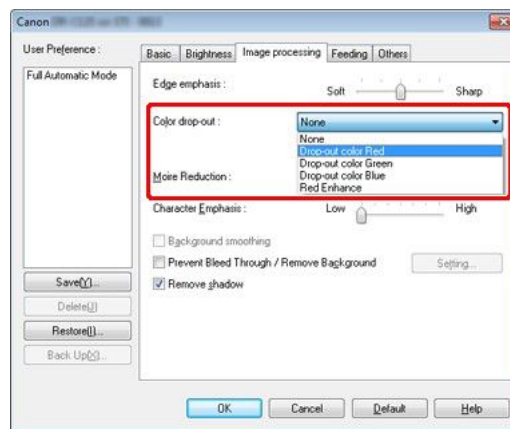 Canon
User Preference :
Full Automatic Mode
Save(Y)...
Delete(J)
Restore(I)...
Back Up(X)...
Basic Brightness Image processing Feeding Others
Edge emphasis : Soft Sharp
Color drop-out : None
None
Drop-out color Red
Drop-out color Green
Drop-out color Blue
Red Enhance
Moire Reduction :
Character Emphasis : Low High
Background smoothing
Prevent Bleed Through / Remove Background Setting...
Remove shadow
OK Cancel Default Help